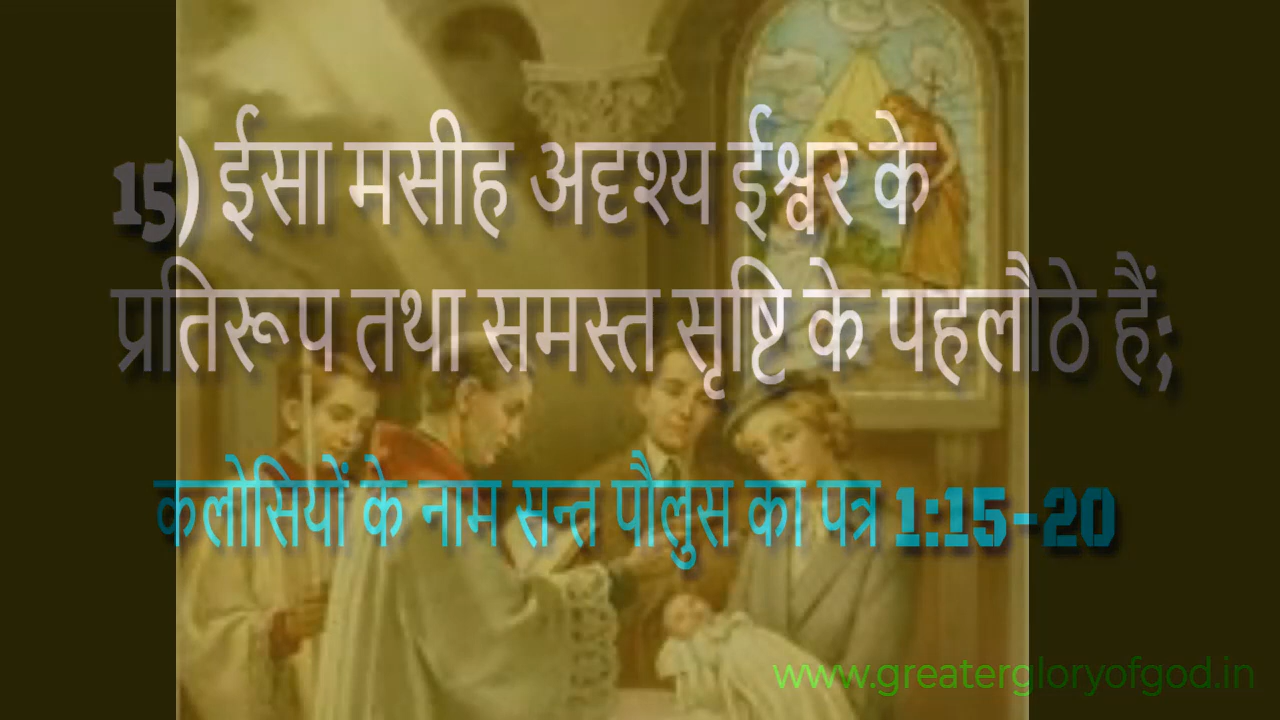 15) ईसा मसीह अदृश्य ईश्वर के
प्रतिरूप तथा समस्त सृष्टि के पहलौठे हैं;
कलोसियों के नाम सन्त पौलुस का पत्र 1:15-20
www.greatergloryofgod.in